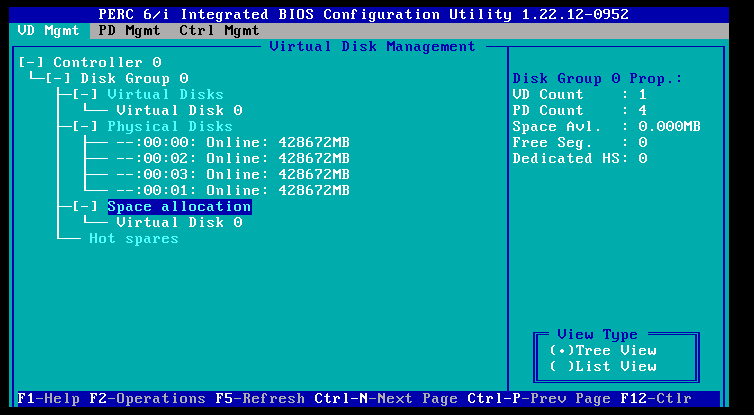 PERC 6/i Integrated BIOS Configuration Utility 1.22.12-0952
VD Mgmt PD Mgmt Ctrl Mgmt
Virtual Disk Management
[-] Controller 0
[-] Disk Group 0
[-] Virtual Disks
Virtual Disk 0
[-] Physical Disks
--:00:00: Online: 428672MB
--:00:02: Online: 428672MB
--:00:03: Online: 428672MB
--:00:01: Online: 428672MB
[-] Space allocation
Virtual Disk 0
Hot spares
Disk Group 0 Prop.:
VD Count : 1
PD Count : 4
Space Avl. : 0.000MB
Free Seg. : 0
Dedicated HS: 0
View Type
(•)Tree View
( )List View
F1-Help F2-Operations F5-Refresh Ctrl-N-Next Page Ctrl-P-Prev Page F12-Ctlr